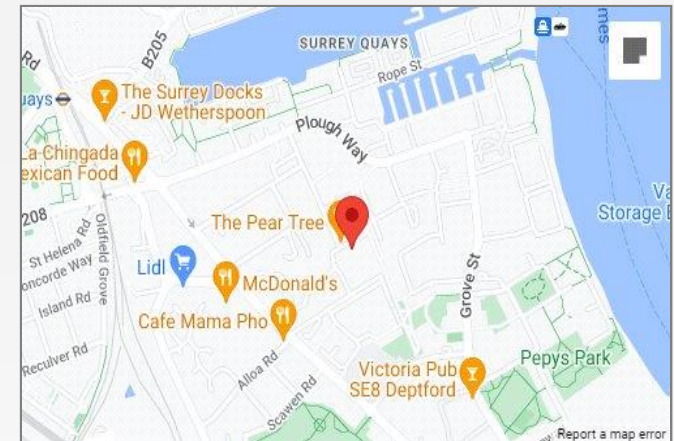 B205
SURREY QUAYS
mes
Rd
uays
The Surrey Docks
- JD Wetherspoon
Rope St
Plough Way
La Chingada
exican Food
208
The Pear Tree
Va
Storage E
St Helena Rd
oncorde Way
Oldfield Grove
Lidl
McDonald's
Island Rd
Grove St
Cafe Mama Pho
Reculver Rd
Alloa Rd
Victoria Pub
SE8 Deptford
Pepys Park
Scawen Rd
Report a map error